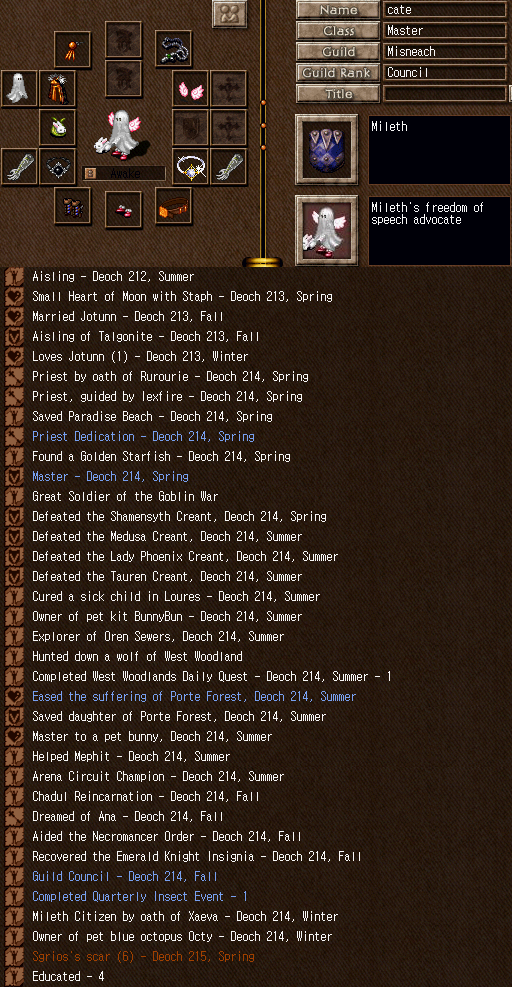 Name cate
Class Master
Guild Misneach
Guild Rank Council
Title
Awake
Mileth
Mileth's freedom of
speech advocate
Aisling - Deoch 212, Summer
Small Heart of Moon with Staph - Deoch 213, Spring
Married Jotunn - Deoch 213, Fall
Aisling of Talgonite - Deoch 213, Fall
Loves Jotunn (1) - Deoch 213, Winter
Priest by oath of Rurourie - Deoch 214, Spring
Priest, guided by lexfire - Deoch 214, Spring
Saved Paradise Beach - Deoch 214, Spring
Priest Dedication - Deoch 214, Spring
Found a Golden Starfish - Deoch 214, Spring
Master - Deoch 214, Spring
Great Soldier of the Goblin War
Defeated the Shamensyth Creant, Deoch 214, Spring
Defeated the Medusa Creant, Deoch 214, Summer
Defeated the Lady Phoenix Creant, Deoch 214, Summer
Defeated the Tauren Creant, Deoch 214, Summer
Cured a sick child in Loures - Deoch 214, Summer
Owner of pet kit BunnyBun - Deoch 214, Summer
Explorer of Oren Sewers, Deoch 214, Summer
Hunted down a wolf of West Woodland
Completed West Woodlands Daily Quest - Deoch 214, Summer - 1
Eased the suffering of Porte Forest, Deoch 214, Summer
Saved daughter of Porte Forest, Deoch 214, Summer
Master to a pet bunny, Deoch 214, Summer
Helped Mephit - Deoch 214, Summer
Arena Circuit Champion - Deoch 214, Summer
Chadul Reincarnation - Deoch 214, Fall
Dreamed of Ana - Deoch 214, Fall
Aided the Necromancer Order - Deoch 214, Fall
Recovered the Emerald Knight Insignia - Deoch 214, Fall
Guild Council - Deoch 214, Fall
Completed Quarterly Insect Event - 1
Mileth Citizen by oath of Xaeva - Deoch 214, Winter
Owner of pet blue octopus Octy - Deoch 214, Winter
Sgrios's scar (6) - Deoch 215, Spring
Educated - 4